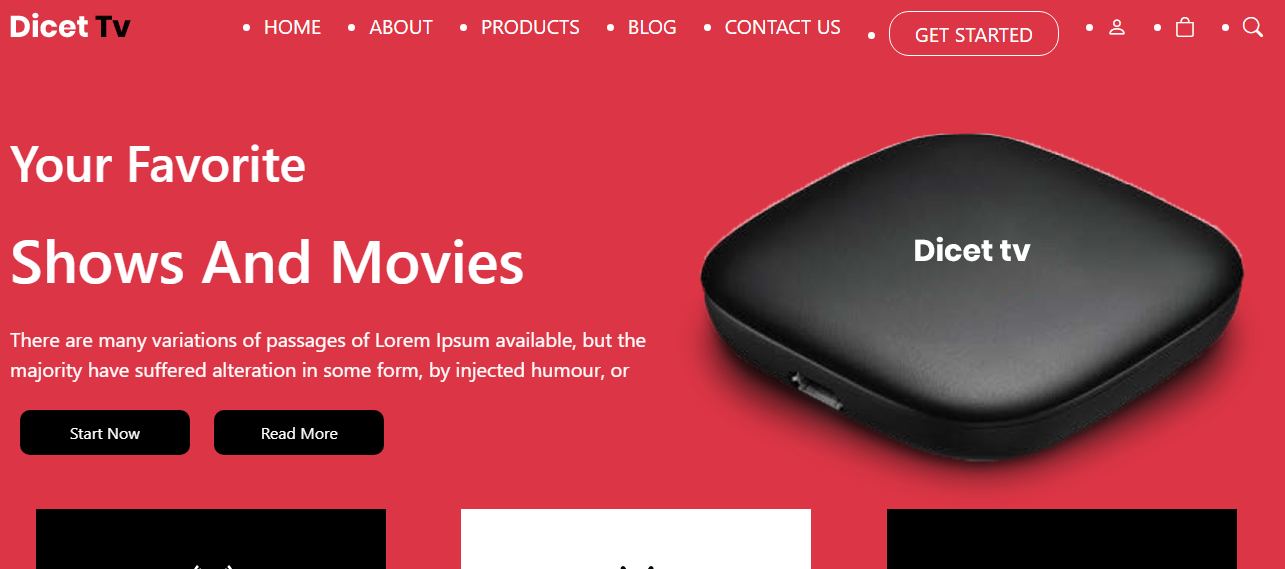 Dicet Tv
HOME
ABOUT
PRODUCTS
BLOG
CONTACT US
GET STARTED
Your Favorite
Shows And Movies
There are many variations of passages of Lorem Ipsum available, but the
majority have suffered alteration in some form, by injected humour, or
Start Now
Read More
Dicet tv